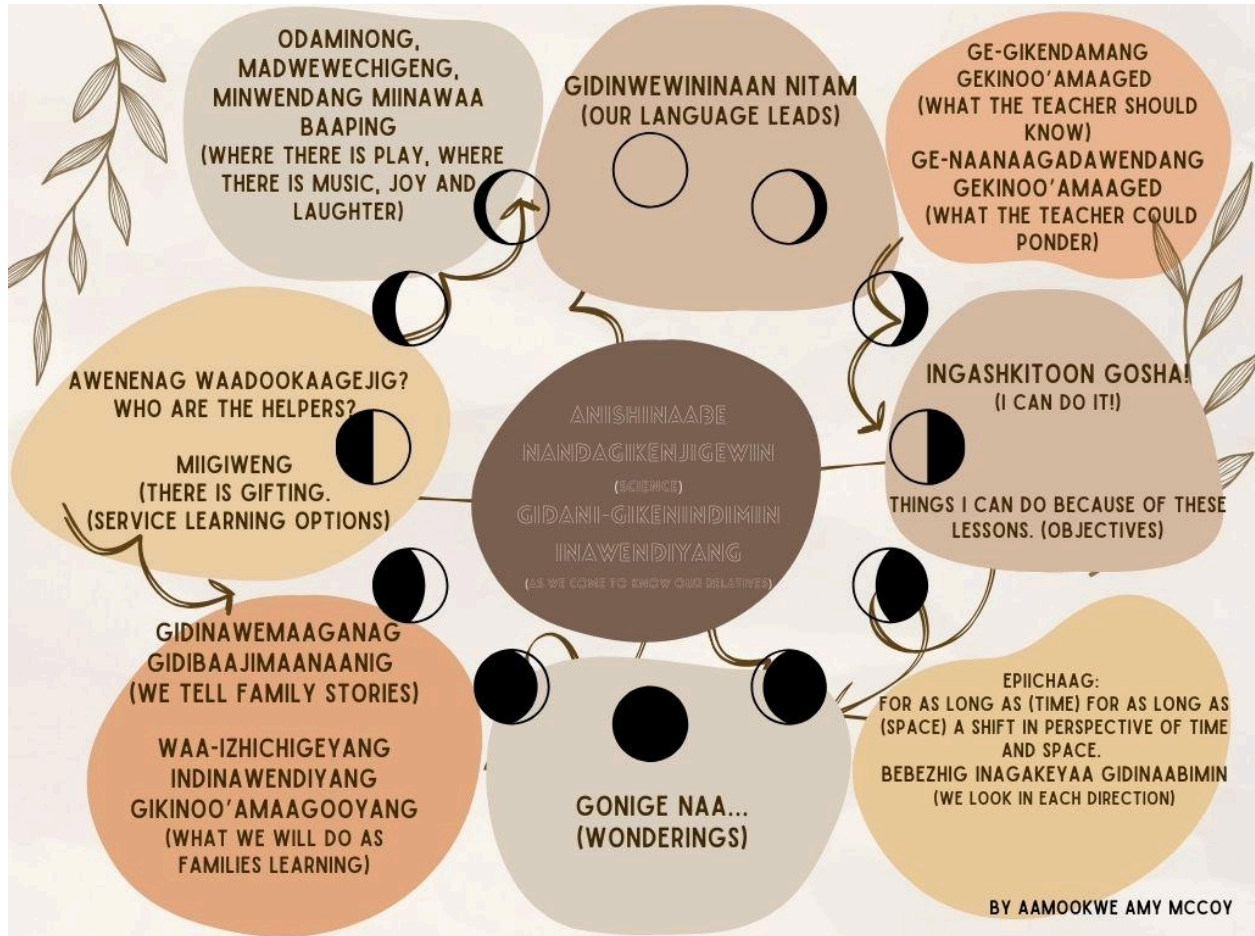 ODAMINONG,
MADWEWECHIGENG,
MINWENDANG MIINAWAA
BAAPING
(WHERE THERE IS PLAY, WHERE
THERE IS MUSIC, JOY AND
LAUGHTER)
GIDINWEWININAAN NITAM
(OUR LANGUAGE LEADS)
GE-GIKENDAMANG
GEKINOO'AMAAGED
(WHAT THE TEACHER SHOULD
KNOW)
GE-NAANAAGADAWENDANG
GEKINOO'AMAAGED
(WHAT THE TEACHER COULD
PONDER)
AWENENAG WAADOOKAAGEJIG?
WHO ARE THE HELPERS?
MIIGIWENG
(THERE IS GIFTING.
(SERVICE LEARNING OPTIONS)
ANISHINAABE
NANDAGIKENJIGEWIN
(SCIENCE)
GIDANI-GIKENINDIMIN
INAWENDIYANG
(AS WE COME TO KNOW OUR RELATIVES)
INGASHKITOON GOSHA!
(I CAN DO IT!)
THINGS I CAN DO BECAUSE OF THESE
LESSONS. (OBJECTIVES)
GIDINAWEMAAGANAG
GIDIBAAJIMAANAANIG
(WE TELL FAMILY STORIES)
WAA-IZHICHIGEYANG
INDINAWENDIYANG
GIKINOO'AMAAGOOYANG
(WHAT WE WILL DO AS
FAMILIES LEARNING)
GONIGE NAA...
(WONDERINGS)
EPIICHAAG:
FOR AS LONG AS (TIME) FOR AS LONG AS
(SPACE) A SHIFT IN PERSPECTIVE OF TIME
AND SPACE.
BEBEZHIG INAGAKEYAA GIDINAABIMIN
(WE LOOK IN EACH DIRECTION)
BY AAMOOKWE AMY MCCOY